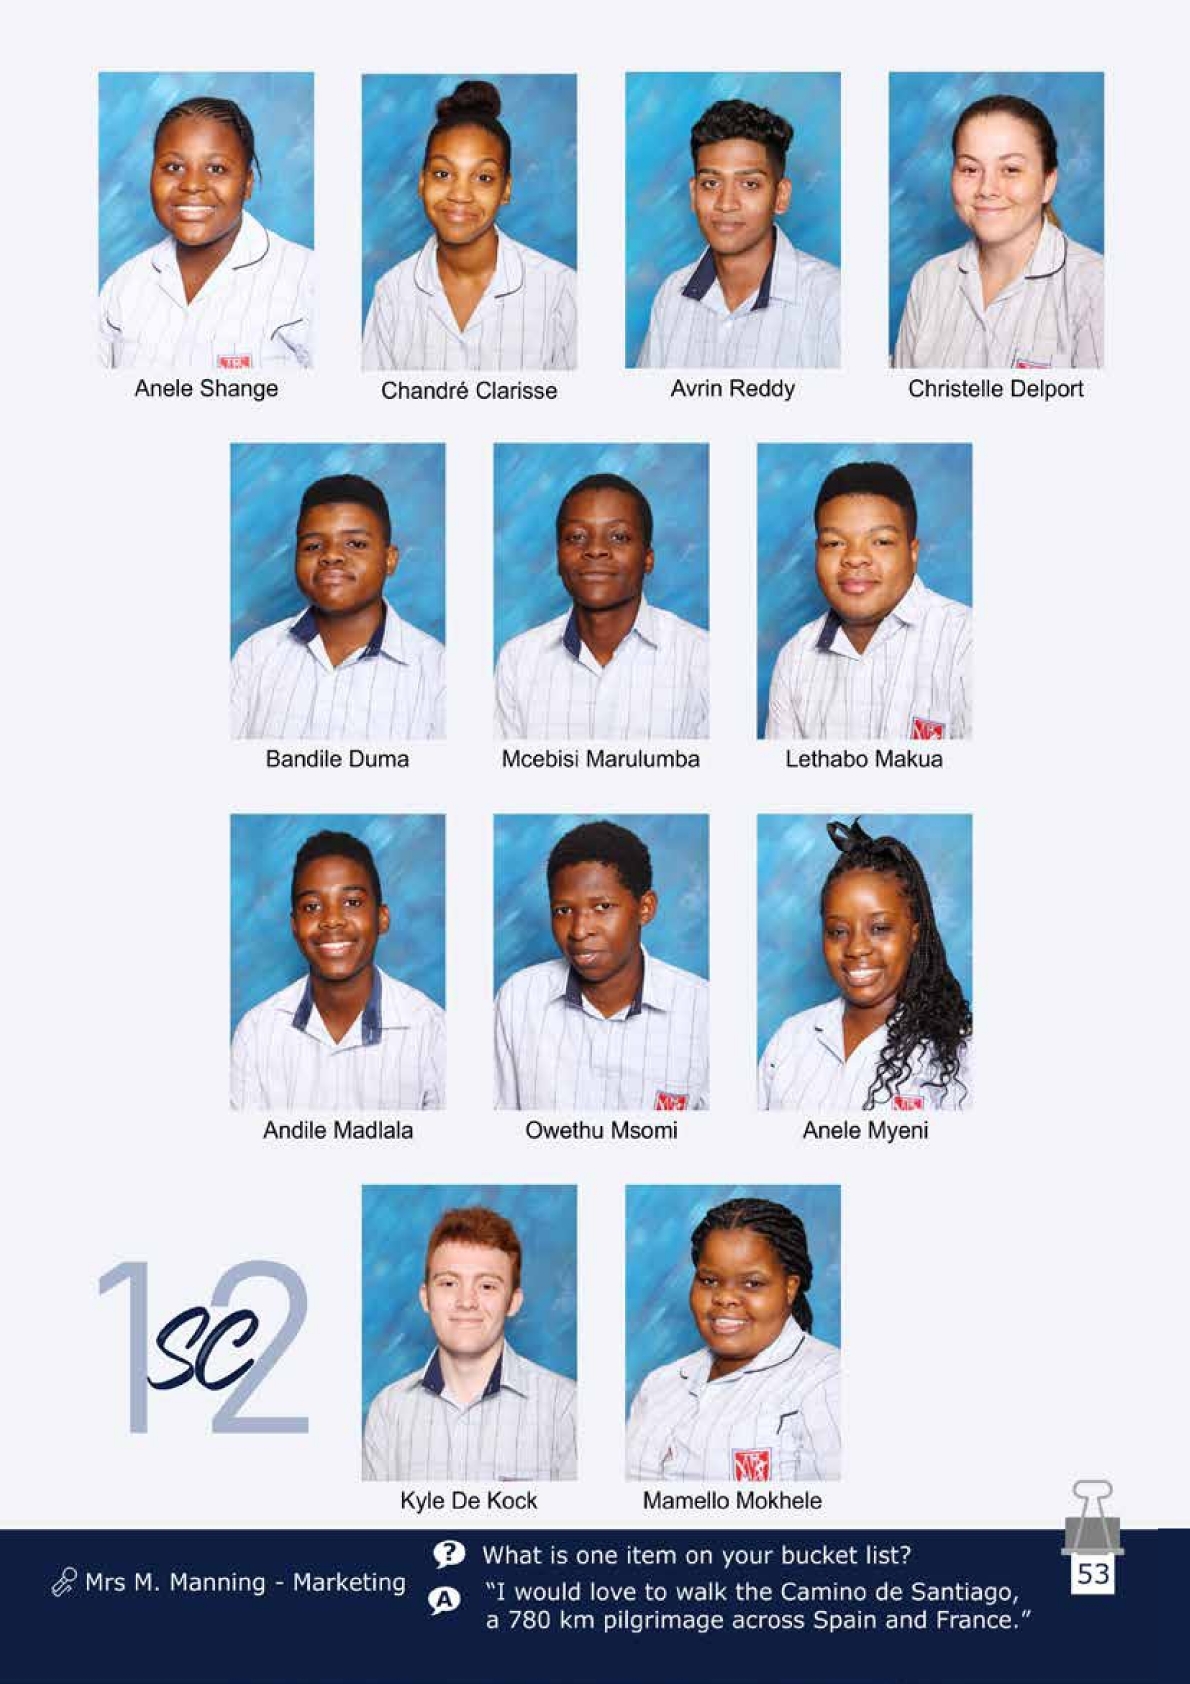 Anele Shange
Chandré Clarisse
Avrin Reddy
Christelle Delport
Bandile Duma
Mcebisi Marulumba
Lethabo Makua
Andile Madlala
Owethu Msomi
Anele Myeni
12
SC
Kyle De Kock
Mamello Mokhele
Mrs M. Manning - Marketing
? What is one item on your bucket list?
A "I would love to walk the Camino de Santiago,
a 780 km pilgrimage across Spain and France."
53